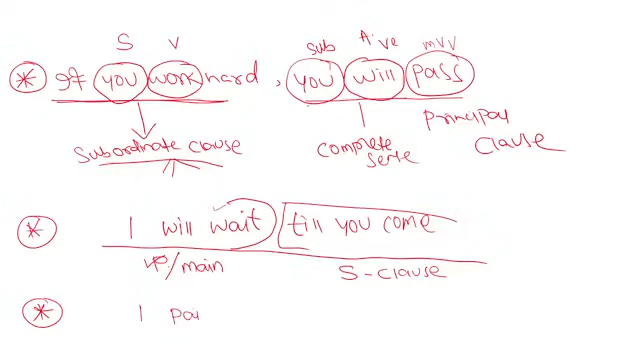 S V sub A've mvv
* If you work hard, you will pass
Subordinate clause Complete principal clause
* I will wait till you come
/main S-clause
* I pa